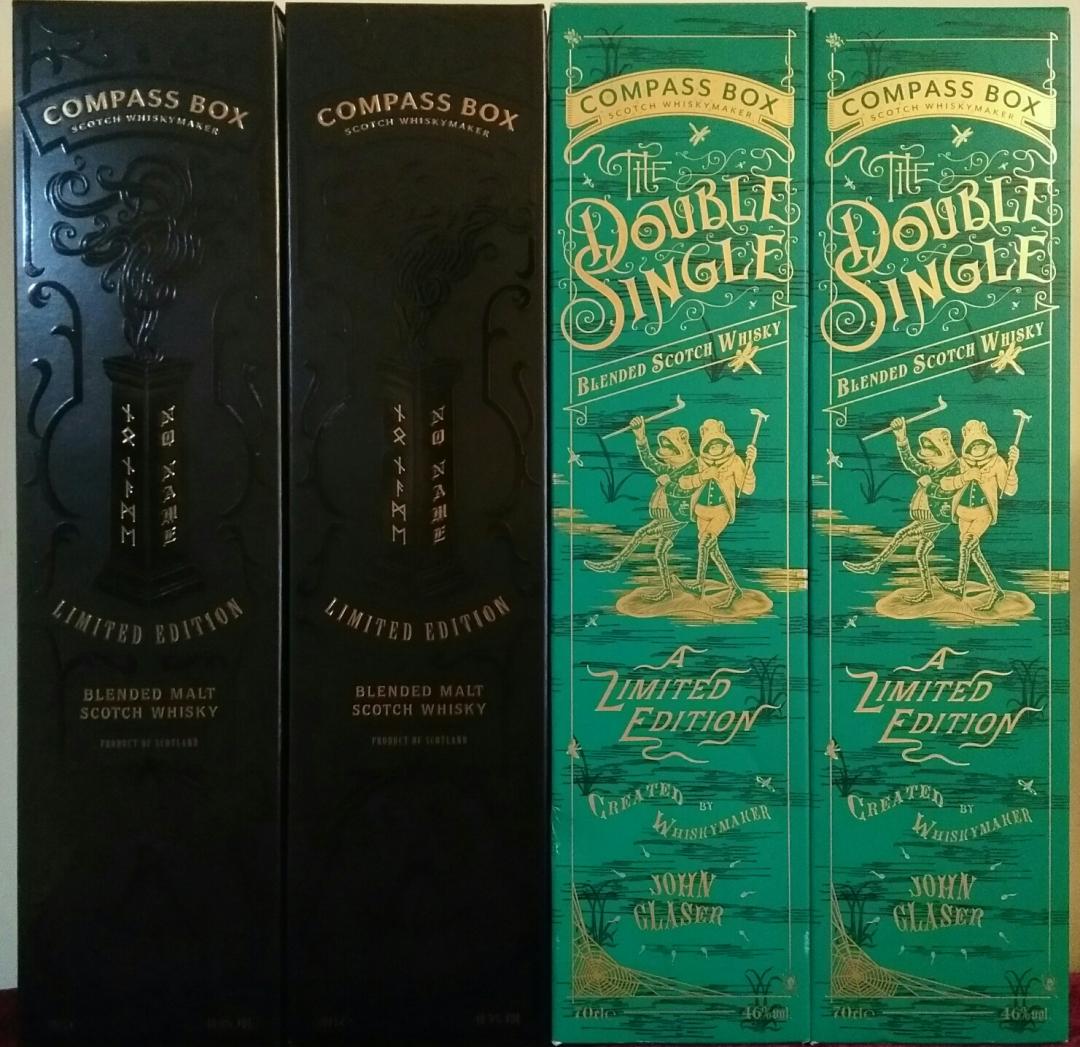 COMPASS BOX
SCOTCH WHISKYMAKER
NO NAME
LIMITED EDITION
BLENDED MALT
SCOTCH WHISKY
PRODUCT OF SCOTLAND
COMPASS BOX
SCOTCH WHISKYMAKER
NO NAME
LIMITED EDITION
BLENDED MALT
SCOTCH WHISKY
PRODUCT OF SCOTLAND
COMPASS BOX
SCOTCH WHISKYMAKER
THE
DOUBLE
SINGLE
BLENDED SCOTCH WHISKY
A
LIMITED
EDITION
CREATED BY
WHISKYMAKER
JOHN
GLASER
70cle 46%vol
COMPASS BOX
SCOTCH WHISKYMAKER
THE
DOUBLE
SINGLE
BLENDED SCOTCH WHISKY
A
LIMITED
EDITION
CREATED BY
WHISKYMAKER
JOHN
GLASER
70cle 46%vol